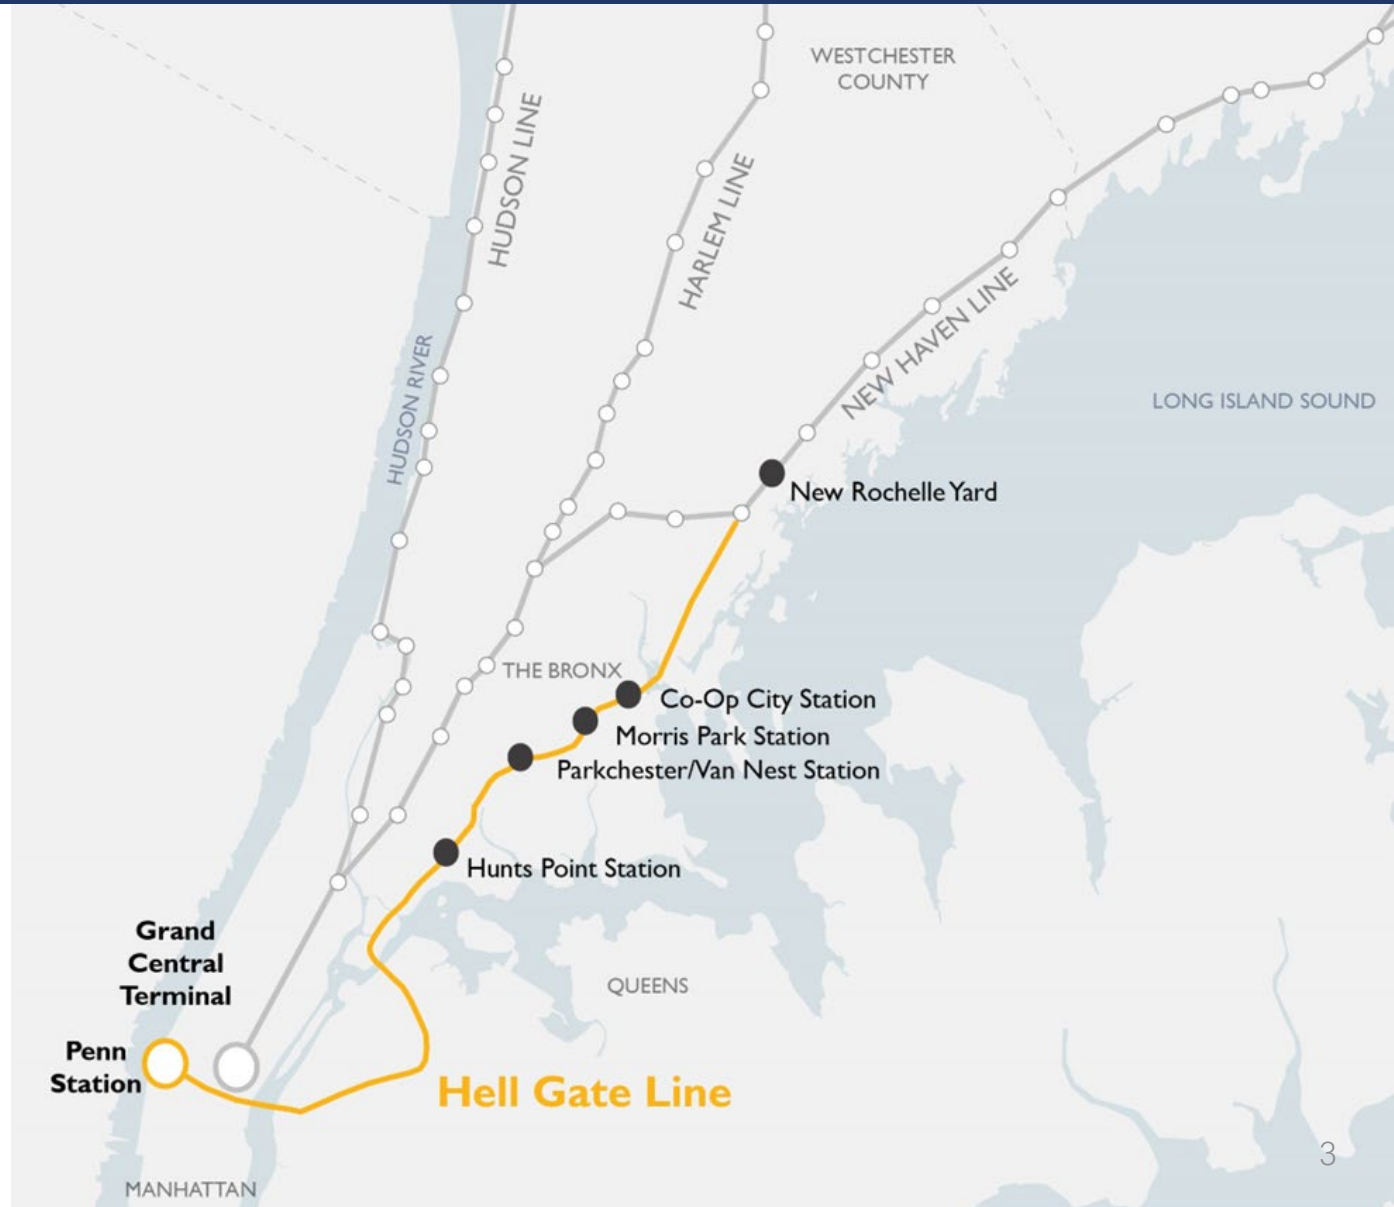 WESTCHESTER
COUNTY
HUDSON LINE
HARLEM LINE
NEW HAVEN LINE
HUDSON RIVER
LONG ISLAND SOUND
New Rochelle Yard
THE BRONX
Co-Op City Station
Morris Park Station
Parkchester/Van Nest Station
Hunts Point Station
Grand
Central
Terminal
QUEENS
Penn
Station
Hell Gate Line
3
MANHATTAN